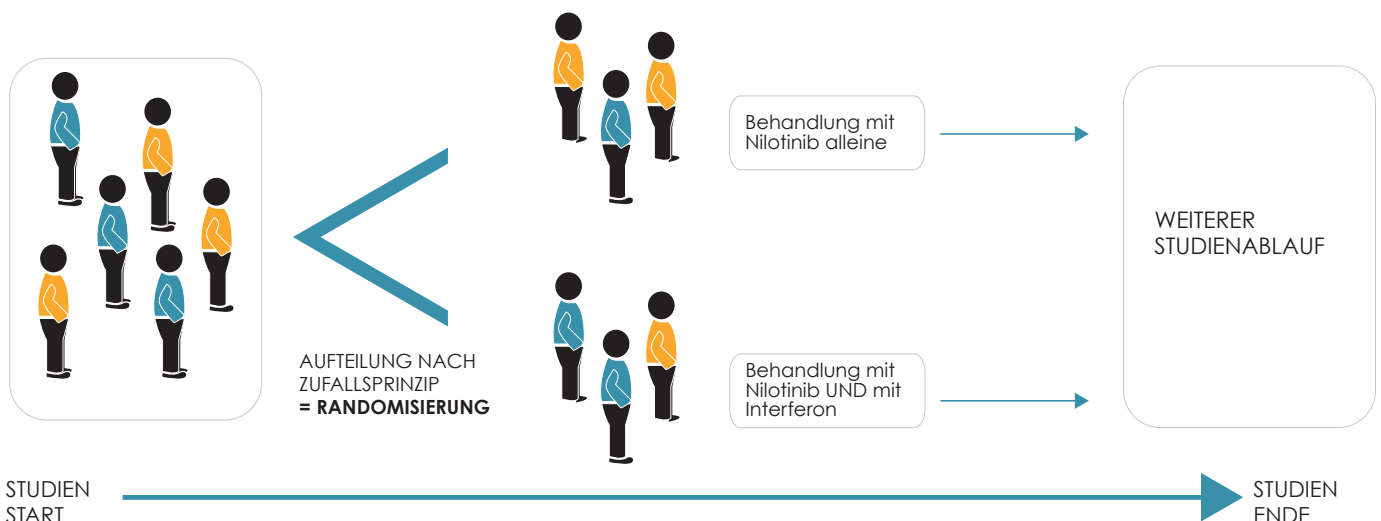 AUFTEILUNG NACH
ZUFALLSPRINZIP
= RANDOMISIERUNG
Behandlung mit
Nilotinib alleine
Behandlung mit
Nilotinib UND mit
Interferon
WEITERER
STUDIENABLAUF
STUDIEN
START
STUDIEN
ENDE